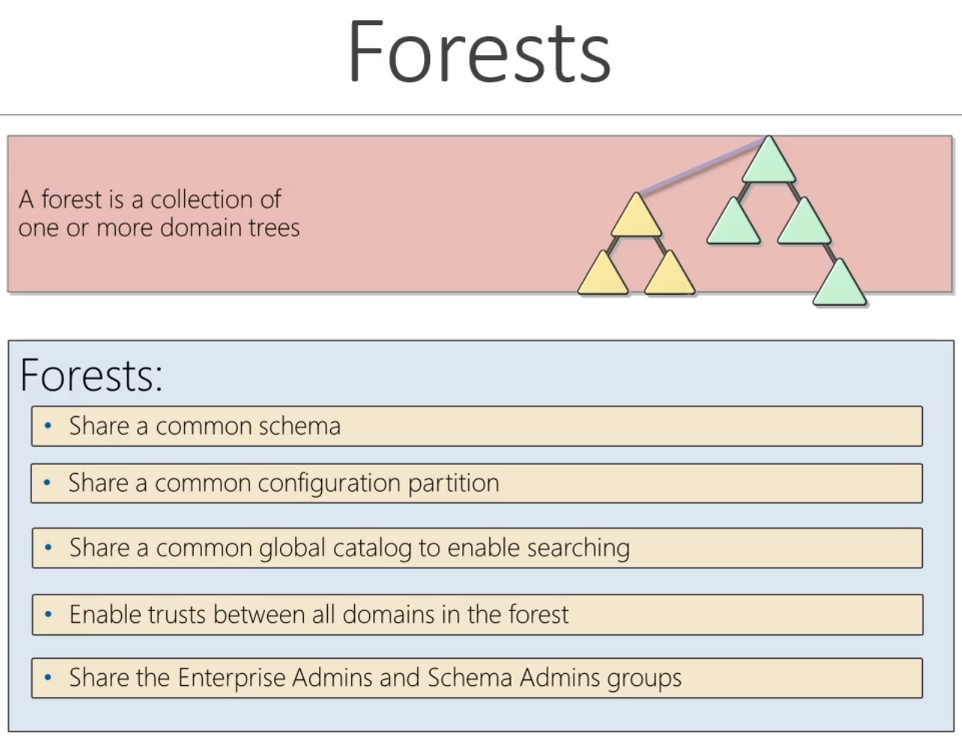 Forests
A forest is a collection of
one or more domain trees
Forests:
• Share a common schema
• Share a common configuration partition
• Share a common global catalog to enable searching
• Enable trusts between all domains in the forest
• Share the Enterprise Admins and Schema Admins groups